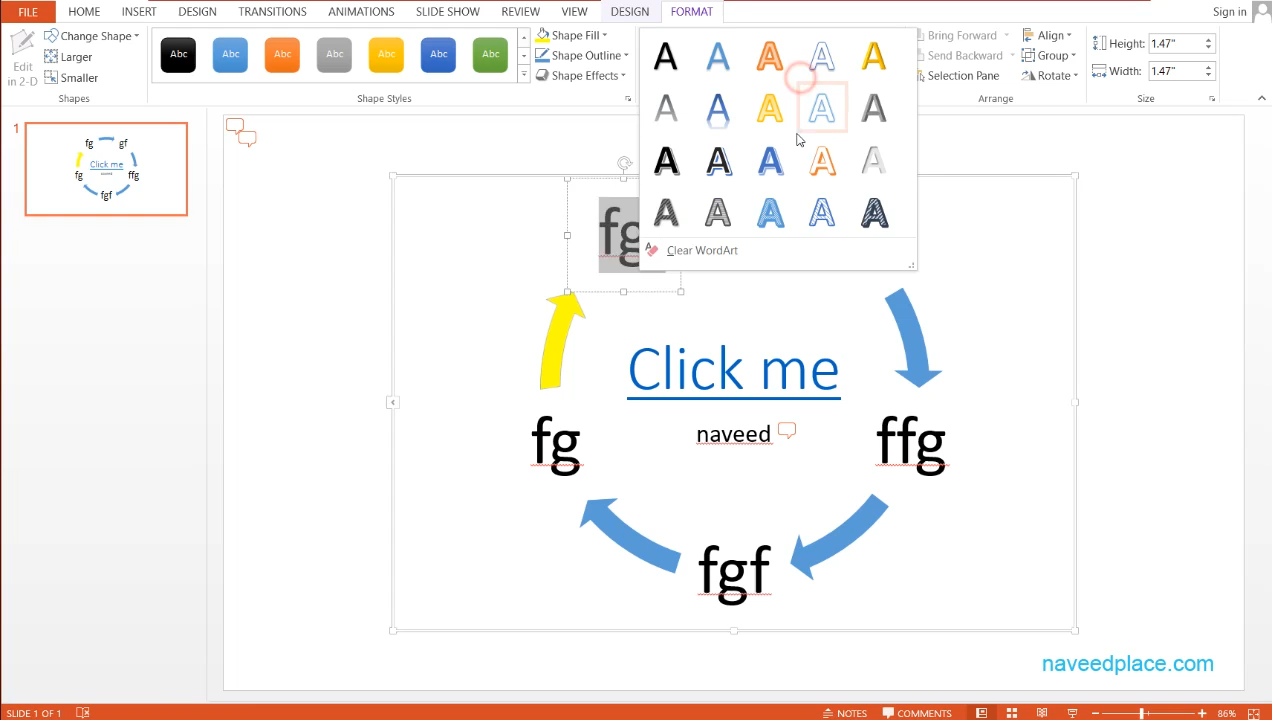 FILE HOME INSERT DESIGN TRANSITIONS ANIMATIONS SLIDE SHOW REVIEW VIEW DESIGN FORMAT Sign in
Edit in 2-D
Change Shape
Larger
Smaller
Shapes
Abc Abc Abc Abc Abc Abc Abc
Shape Styles
Shape Fill
Shape Outline
Shape Effects
A A A A A
A A A A A
A A A A A
A A A A A
Clear WordArt
Bring Forward
Send Backward
Selection Pane
Align
Group
Rotate
Arrange
Height: 1.47"
Width: 1.47"
Size
1
fg gf
Click me
fg ffg
fgf
fg
Click me
naveed
fg ffg
fgf
naveedplace.com
SLIDE 1 OF 1 NOTES COMMENTS 86%